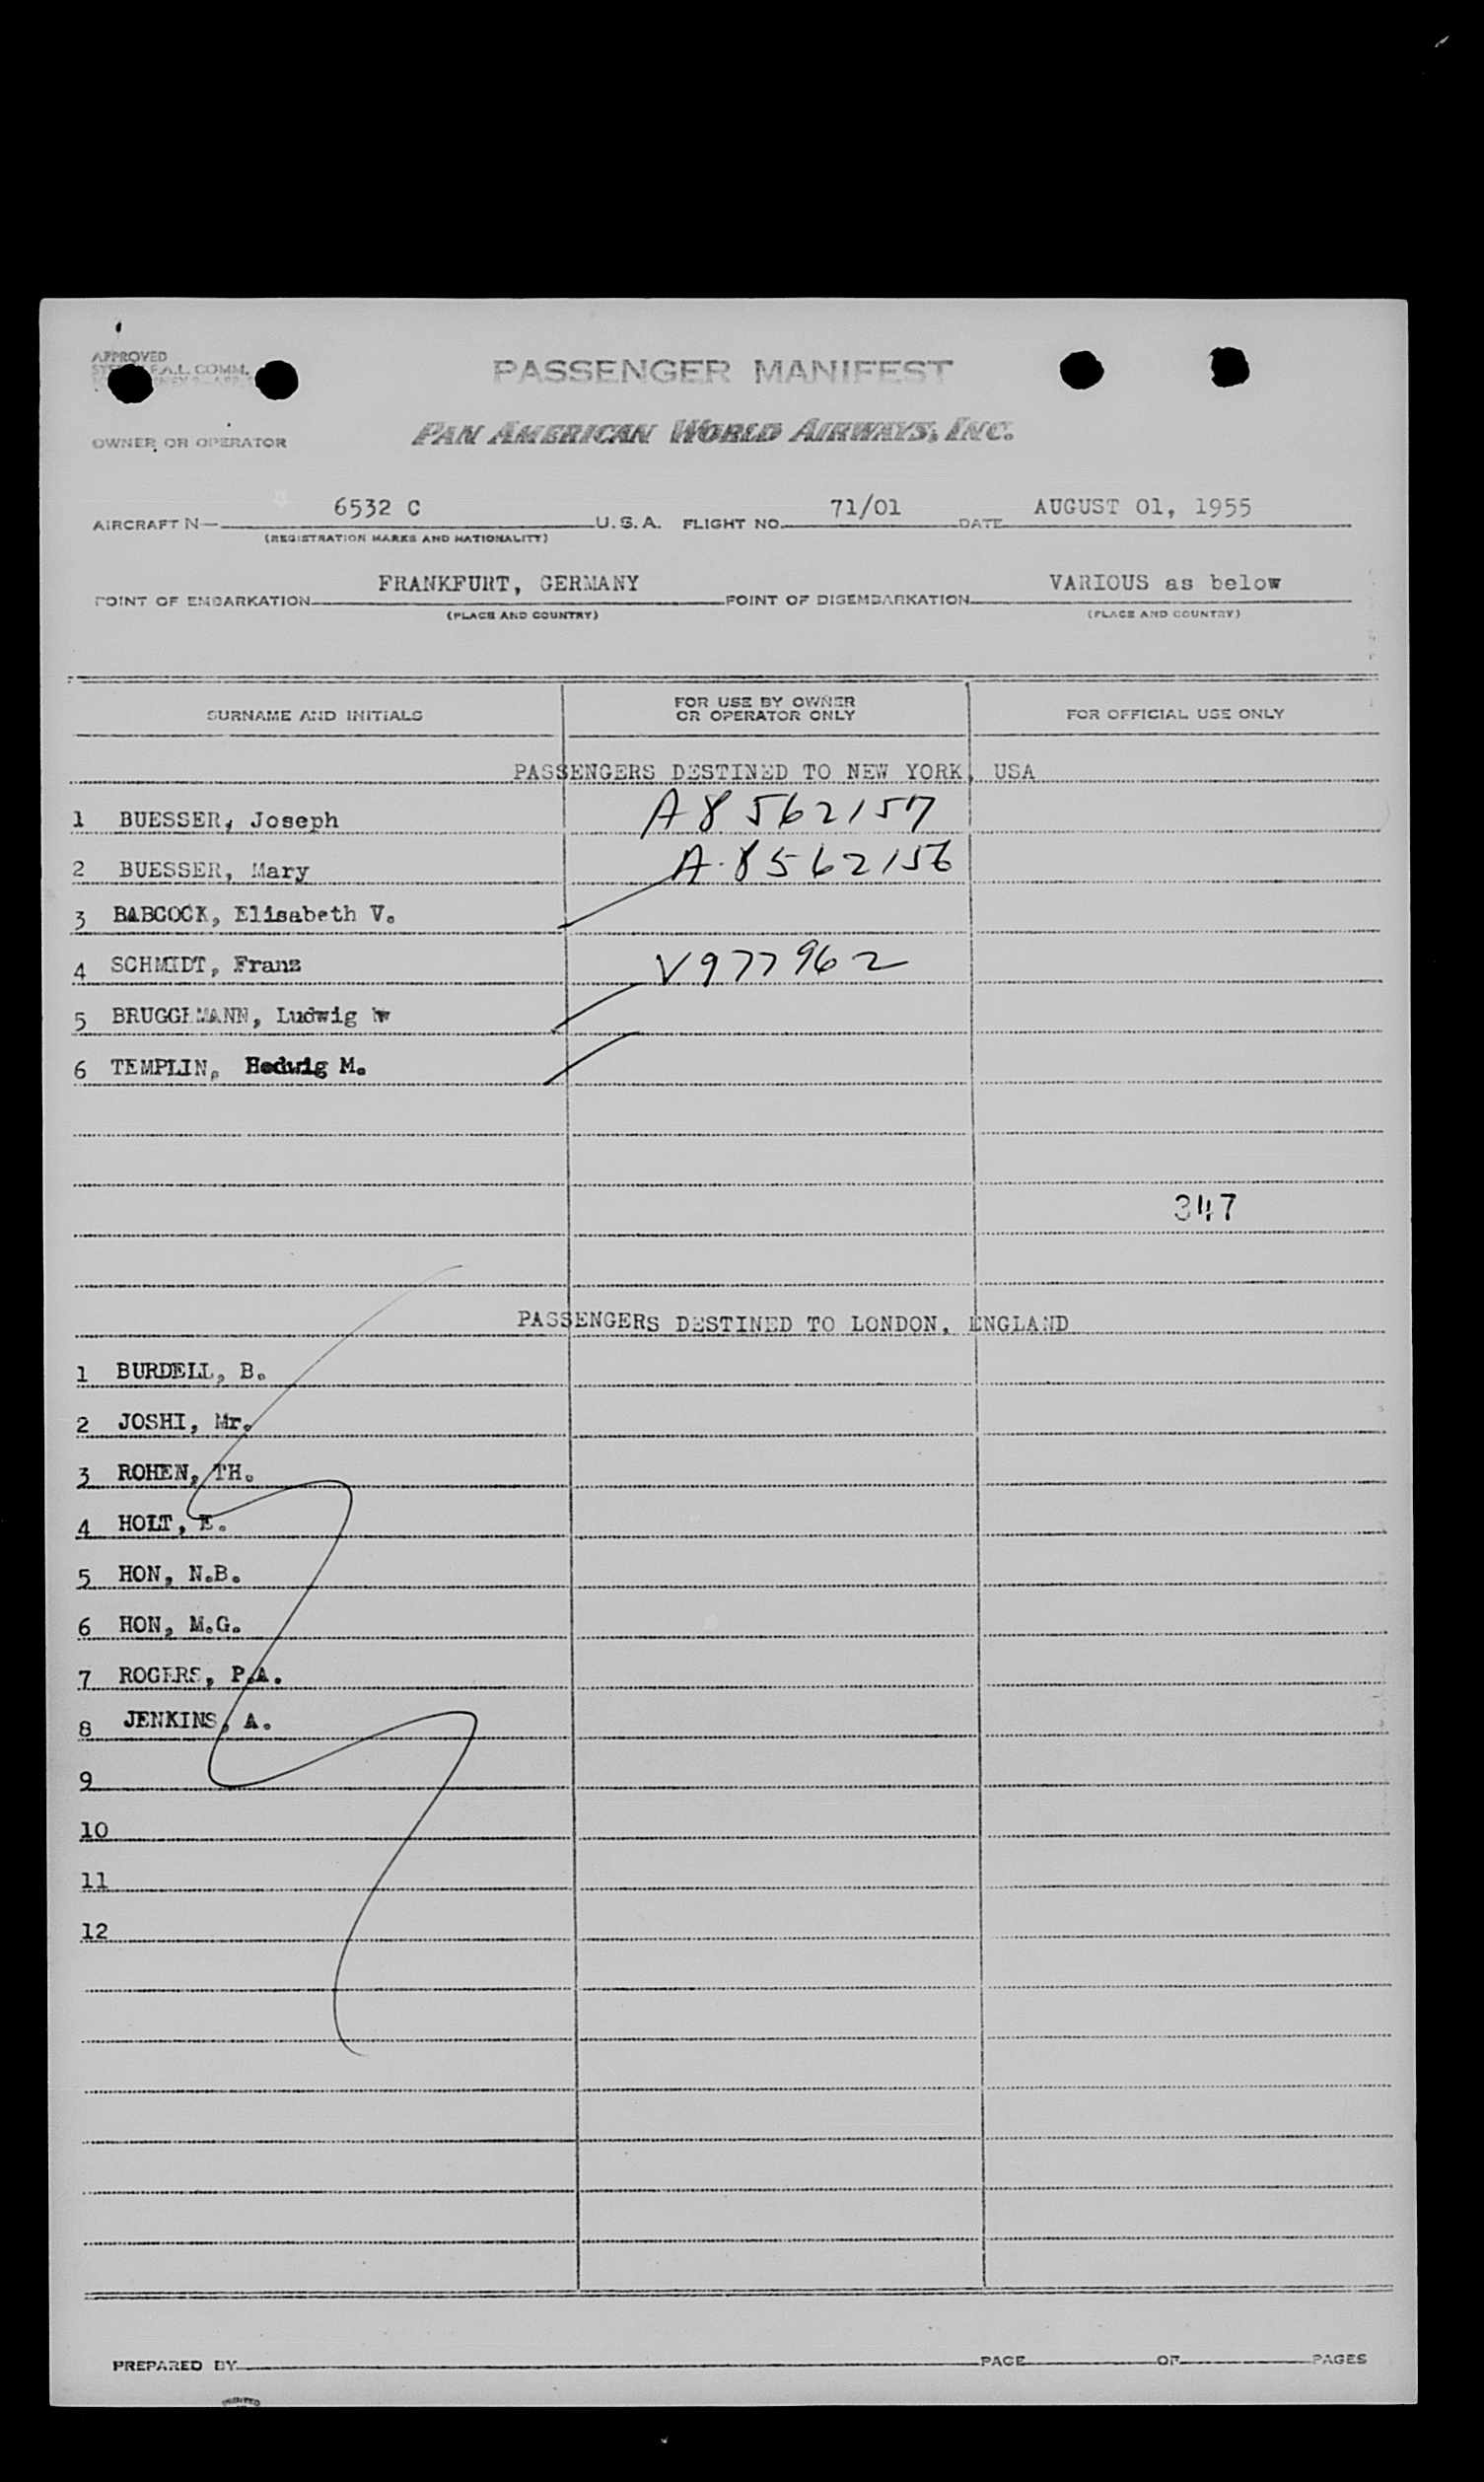 APPROVED
F.A.L. COMM.
PASSENGER MANIFEST
OWNER OR OPERATOR PAN AMERICAN WORLD AIRWAYS, INC.
AIRCRAFT N— 6532 C U.S.A. FLIGHT NO. 71/01 DATE AUGUST 01, 1955
(REGISTRATION MARKS AND NATIONALITY)
POINT OF EMBARKATION FRANKFURT, GERMANY POINT OF DISEMBARKATION VARIOUS as below
(PLACE AND COUNTRY) (PLACE AND COUNTRY)
SURNAME AND INITIALS FOR USE BY OWNER OR OPERATOR ONLY FOR OFFICIAL USE ONLY
PASSENGERS DESTINED TO NEW YORK, USA
1 BUESSER, Joseph A8 562157
2 BUESSER, Mary A.8562156
3 BABCOCK, Elisabeth V.
4 SCHMIDT, Franz V977962
5 BRUGGEMANN, Ludwig W
6 TEMPLIN, Hedwig M.
347
PASSENGERS DESTINED TO LONDON, ENGLAND
1 BURDELL, B.
2 JOSHI, Mr.
3 ROHEN, TH.
4 HOLT, E.
5 HON, N.B.
6 HON, M.G.
7 ROGERS, P.A.
8 JENKINS, A.
9
10
11
12
PREPARED BY PAGE OF PAGES